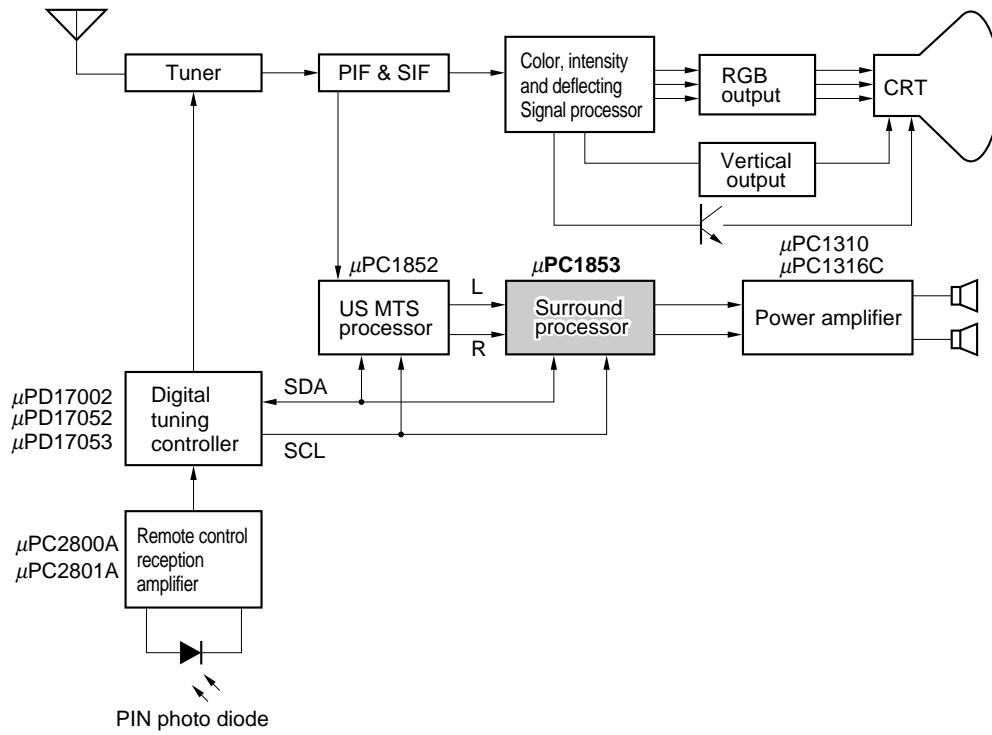 Tuner
PIF & SIF
Color, intensity
and deflecting
Signal processor
RGB
output
CRT
Vertical
output
μPC1310
μPC1316C
μPC1852
μPC1853
US MTS
processor
L
R
Surround
processor
Power amplifier
μPD17002
μPD17052
μPD17053
Digital
tuning
controller
SDA
SCL
μPC2800A
μPC2801A
Remote control
reception
amplifier
PIN photo diode